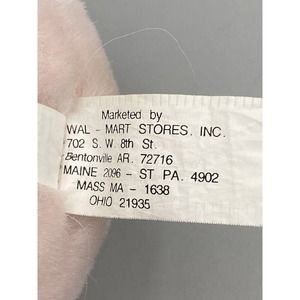 Marketed by
WAL - MART STORES. INC.
702 S. W. 8th St.
Bentonville AR. 72716
MAINE 2096 - ST PA. 4902
MASS MA - 1638
OHIO 21935